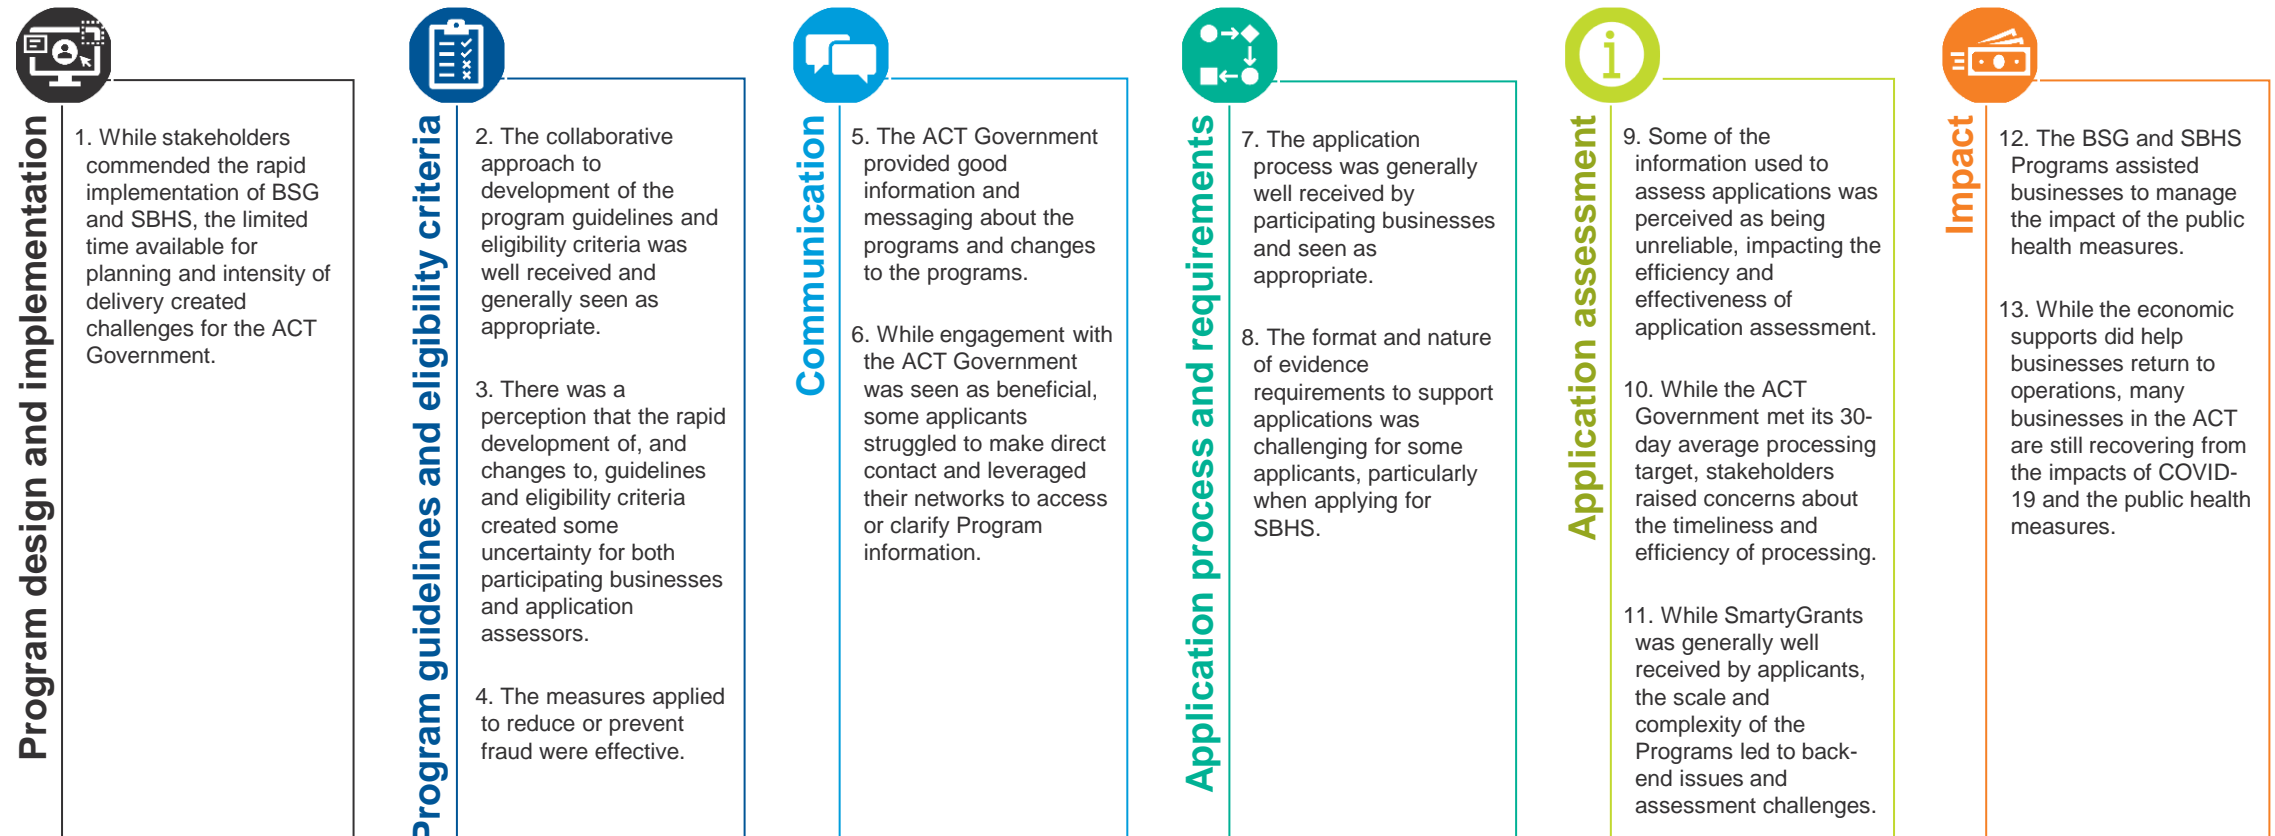 Program design and implementation
1. While stakeholders
commended the rapid
implementation of BSG
and SBHS, the limited
time available for
planning and intensity of
delivery created
challenges for the ACT
Government.
Program guidelines and eligibility criteria
2. The collaborative
approach to
development of the
program guidelines and
eligibility criteria was
well received and
generally seen as
appropriate.
3. There was a
perception that the rapid
development of, and
changes to, guidelines
and eligibility criteria
created some
uncertainty for both
participating businesses
and application
assessors.
4. The measures applied
to reduce or prevent
fraud were effective.
Communication
5. The ACT Government
provided good
information and
messaging about the
programs and changes
to the programs.
6. While engagement with
the ACT Government
was seen as beneficial,
some applicants
struggled to make direct
contact and leveraged
their networks to access
or clarify Program
information.
Application process and requirements
7. The application
process was generally
well received by
participating businesses
and seen as
appropriate.
8. The format and nature
of evidence
requirements to support
applications was
challenging for some
applicants, particularly
when applying for
SBHS.
Application assessment
9. Some of the
information used to
assess applications was
perceived as being
unreliable, impacting the
efficiency and
effectiveness of
application assessment.
10. While the ACT
Government met its 30-
day average processing
target, stakeholders
raised concerns about
the timeliness and
efficiency of processing.
11. While SmartyGrants
was generally well
received by applicants,
the scale and
complexity of the
Programs led to back-
end issues and
assessment challenges.
Impact
12. The BSG and SBHS
Programs assisted
businesses to manage
the impact of the public
health measures.
13. While the economic
supports did help
businesses return to
operations, many
businesses in the ACT
are still recovering from
the impacts of COVID-
19 and the public health
measures.